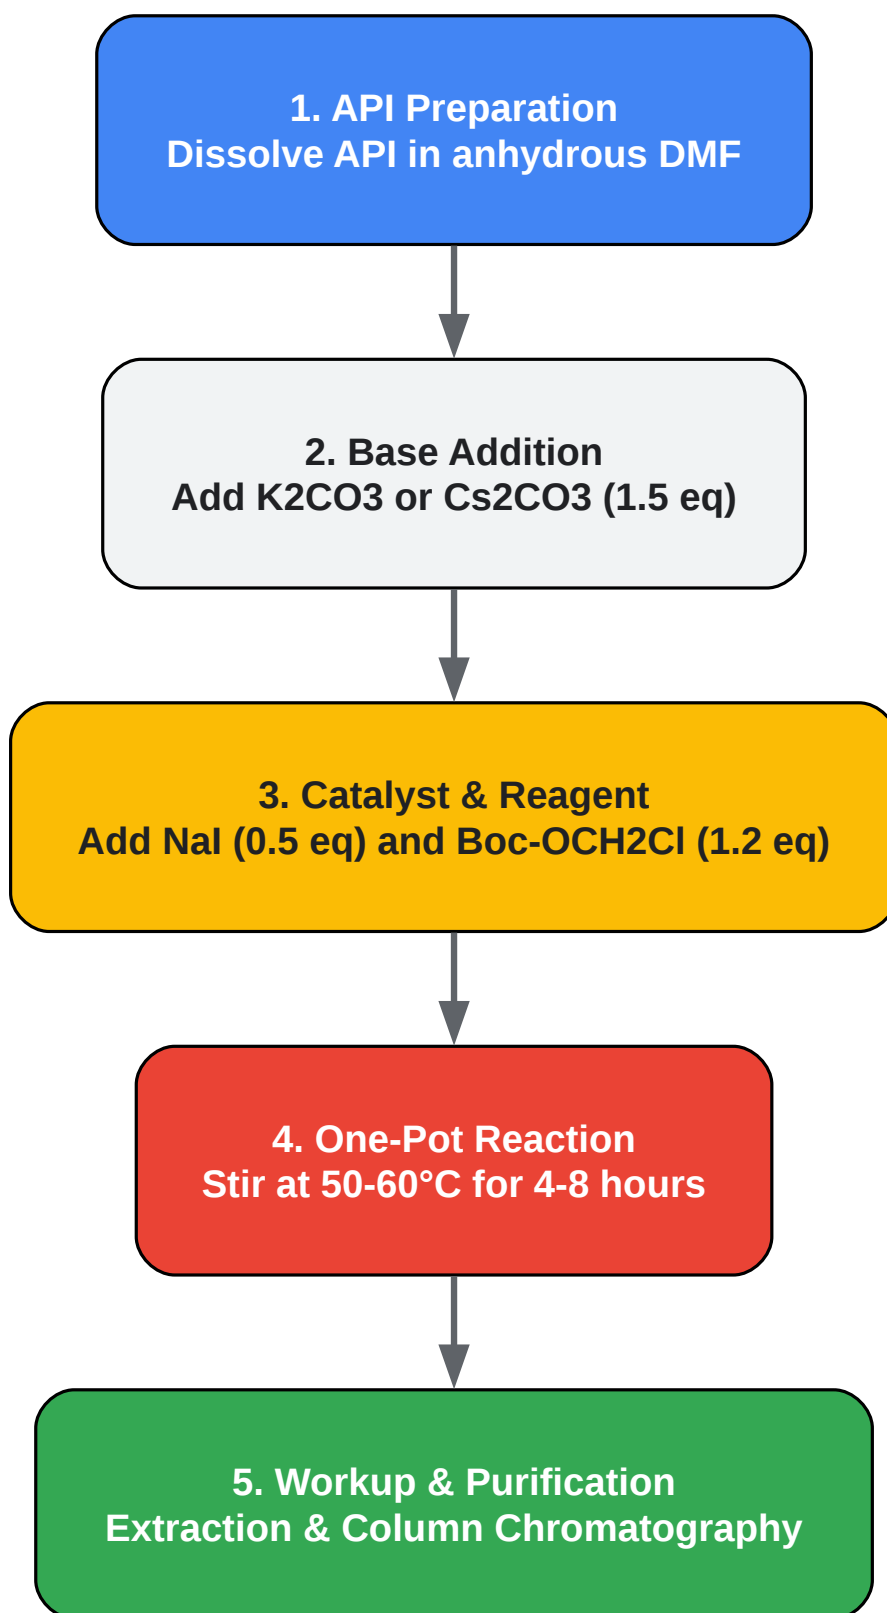 1. API Preparation
Dissolve API in anhydrous DMF
2. Base Addition
Add K2CO3 or Cs2CO3 (1.5 eq)
3. Catalyst & Reagent
Add NaI (0.5 eq) and Boc-OCH2Cl (1.2 eq)
4. One-Pot Reaction
Stir at 50-60°C for 4-8 hours
5. Workup & Purification
Extraction & Column Chromatography